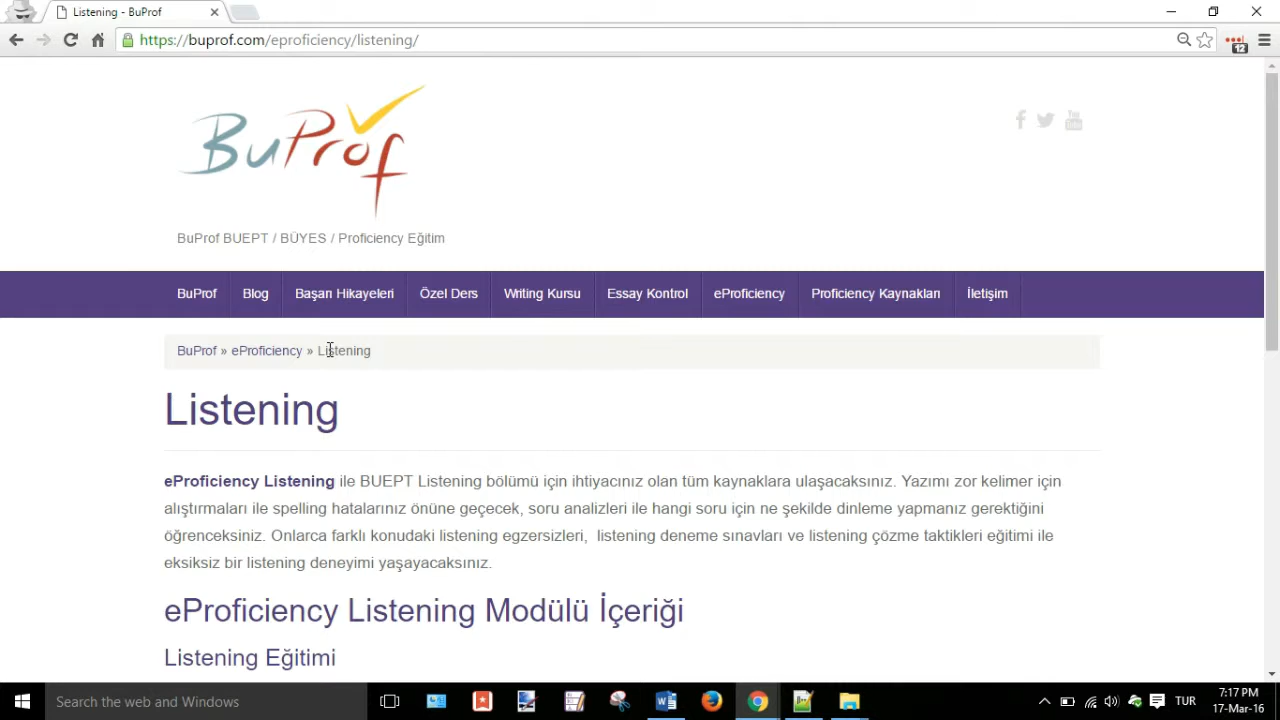 Listening - BuProf
https://buprof.com/eproficiency/listening/
12
BuProf
You Tube
BuProf BUEPT / BÜYES / Proficiency Eğitim
BuProf Blog Başarı Hikayeleri Özel Ders Writing Kursu Essay Kontrol eProficiency Proficiency Kaynakları İletişim
BuProf » eProficiency » Listening
Listening
eProficiency Listening ile BUEPT Listening bölümü için ihtiyacınız olan tüm kaynaklara ulaşacaksınız. Yazımı zor kelimer için
alıştırmaları ile spelling hatalarınız önüne geçecek, soru analizleri ile hangi soru için ne şekilde dinleme yapmanız gerektiğini
öğrenceksiniz. Onlarca farklı konudaki listening egzersizleri, listening deneme sınavları ve listening çözme taktikleri eğitimi ile
eksiksiz bir listening deneyimi yaşayacaksınız.
eProficiency Listening Modülü İçeriği
Listening Eğitimi
Search the web and Windows
TUR
7:17 PM
17-Mar-16